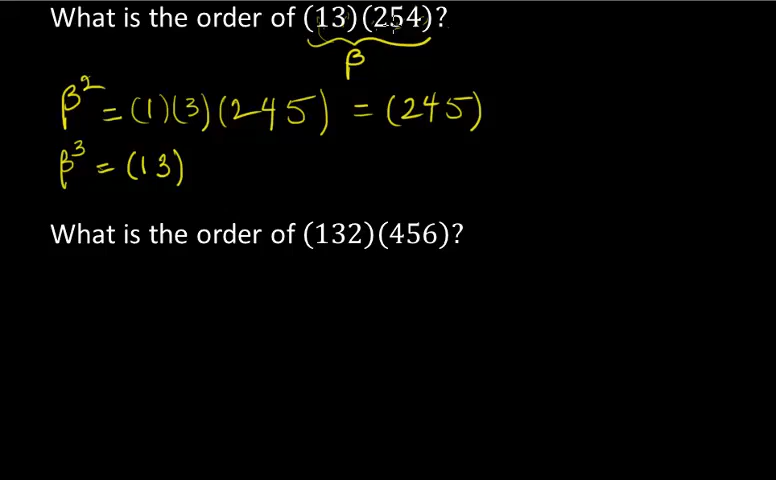 What is the order of (13)(254)?
β
β² = (1)(3)(245) = (245)
β³ = (13)
What is the order of (132)(456)?